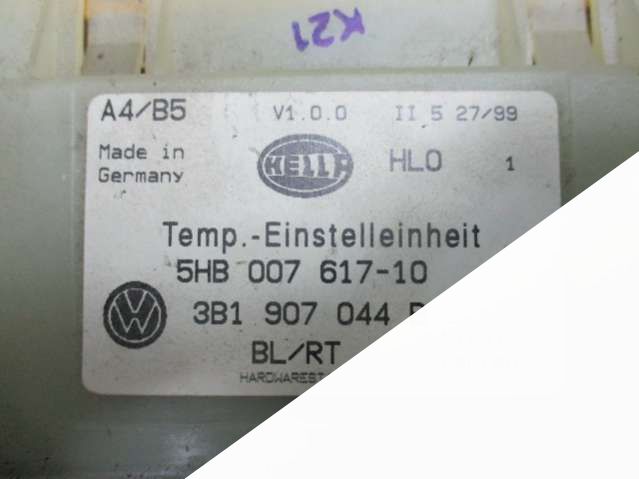 K21
A4/B5 V1.0.0 II 5 27/99
Made in
Germany
HELLA
HLO 1
Temp.-Einstelleinheit
5HB 007 617-10
VW 3B1 907 044
BL/RT